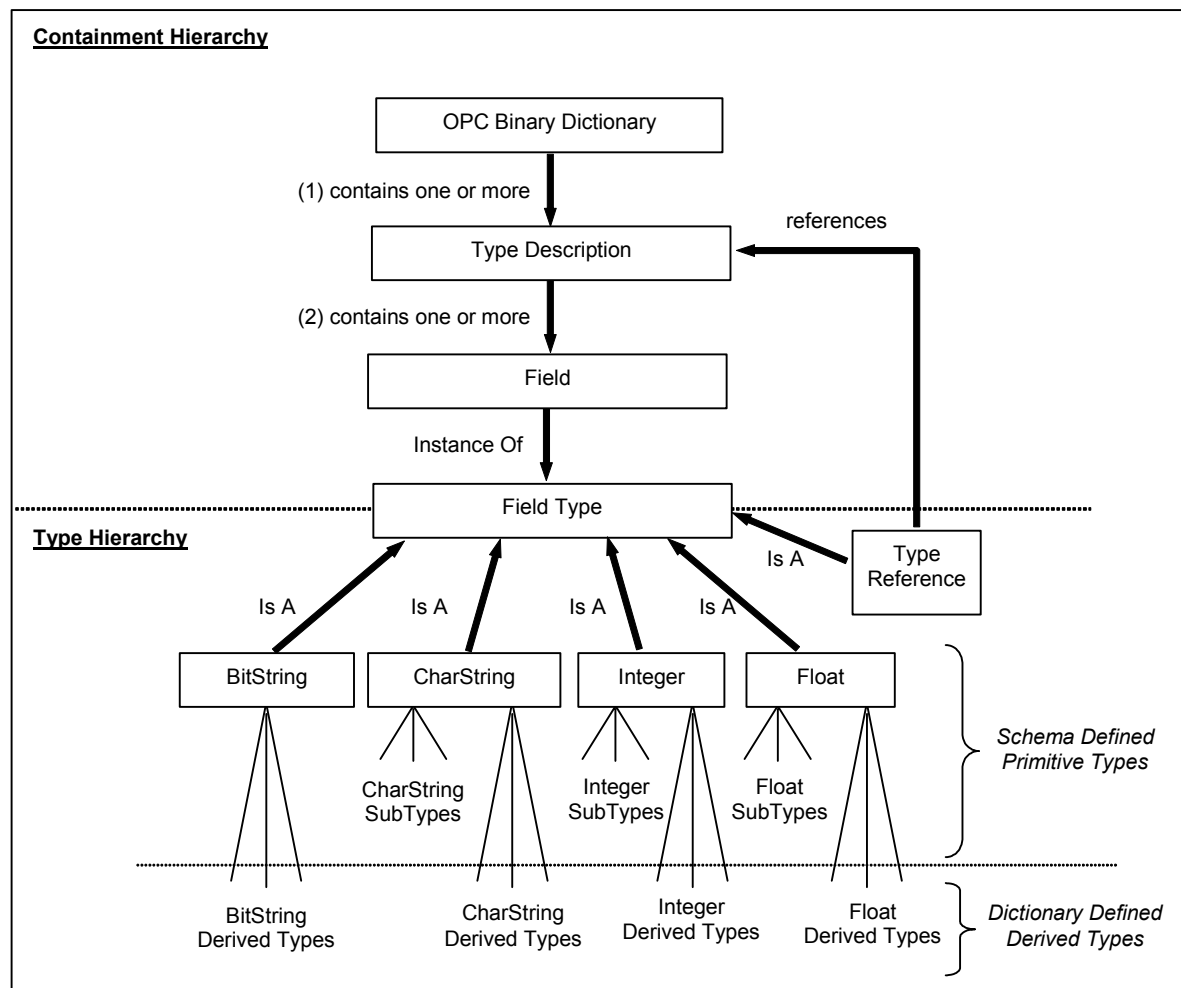 Containment Hierarchy
OPC Binary Dictionary
(1) contains one or more
references
Type Description
(2) contains one or more
Field
Instance Of
Field Type
Type Hierarchy
Is A
Type
Reference
Is A
Is A
Is A
Is A
BitString
CharString
Integer
Float
Schema Defined
Primitive Types
CharString
SubTypes
Integer
SubTypes
Float
SubTypes
BitString
Derived Types
CharString
Derived Types
Integer
Derived Types
Float
Derived Types
Dictionary Defined
Derived Types